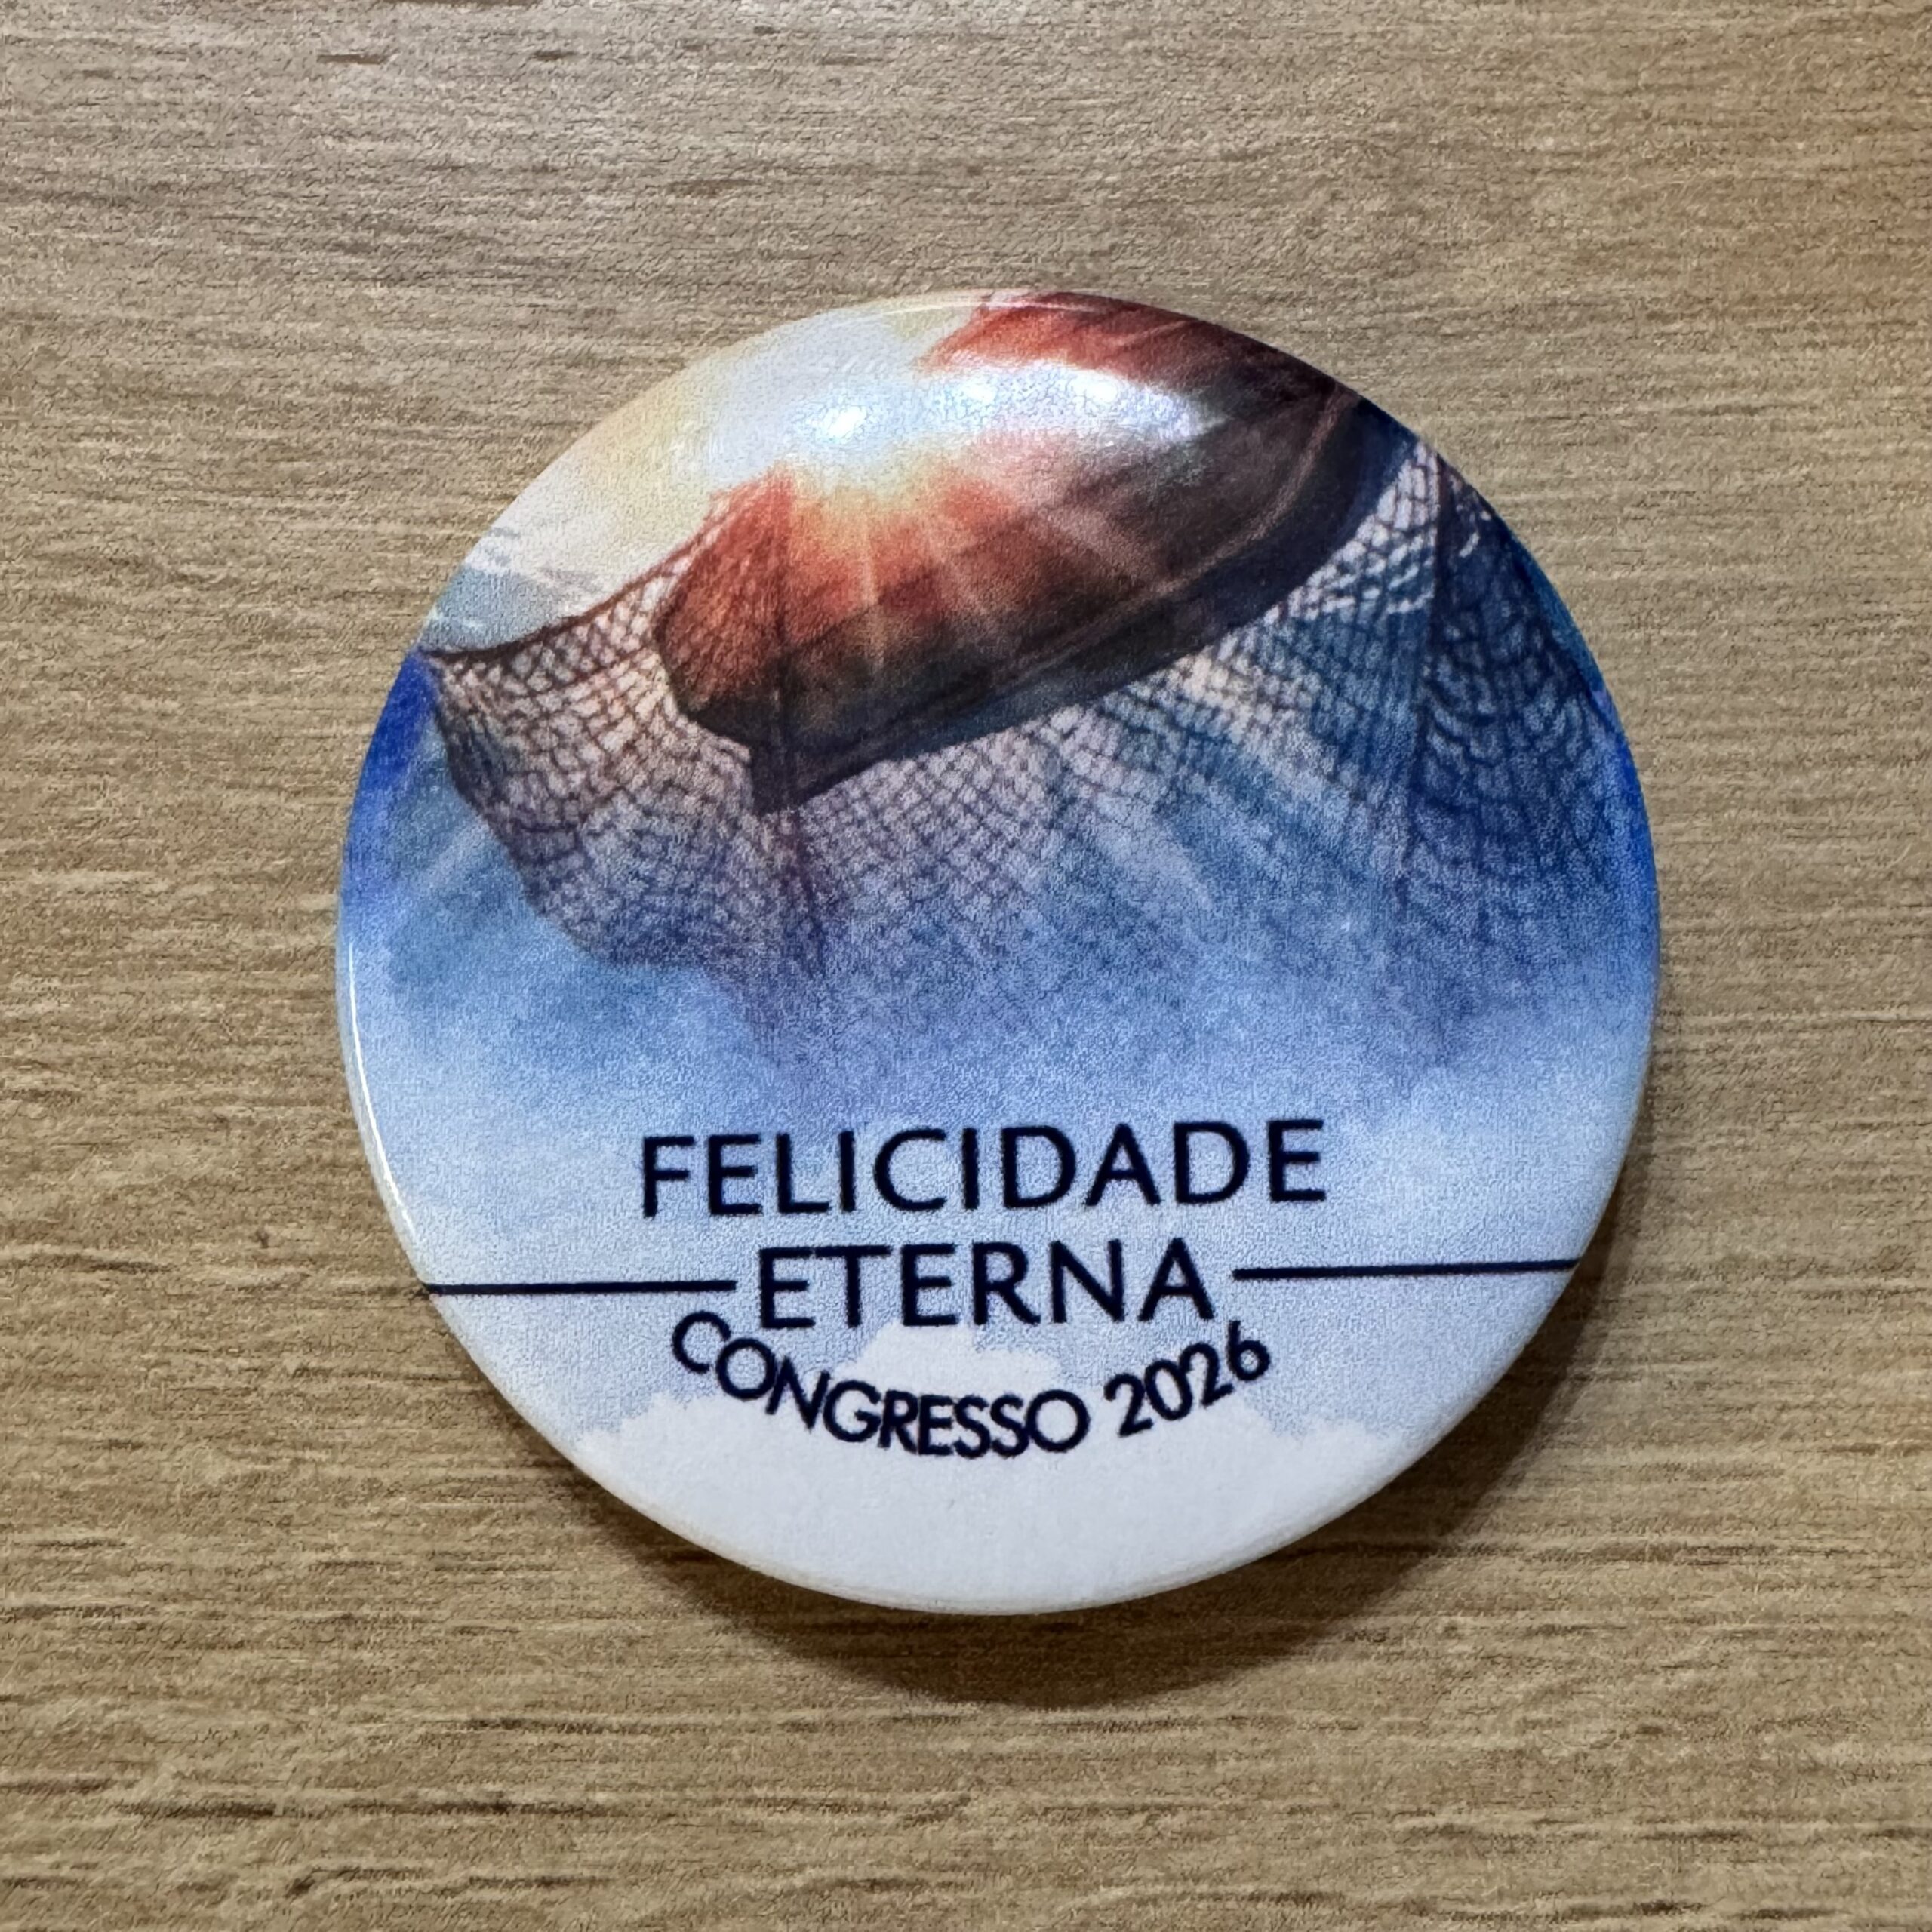 FELICIDADE
ETERNA
CONGRESSO 2026